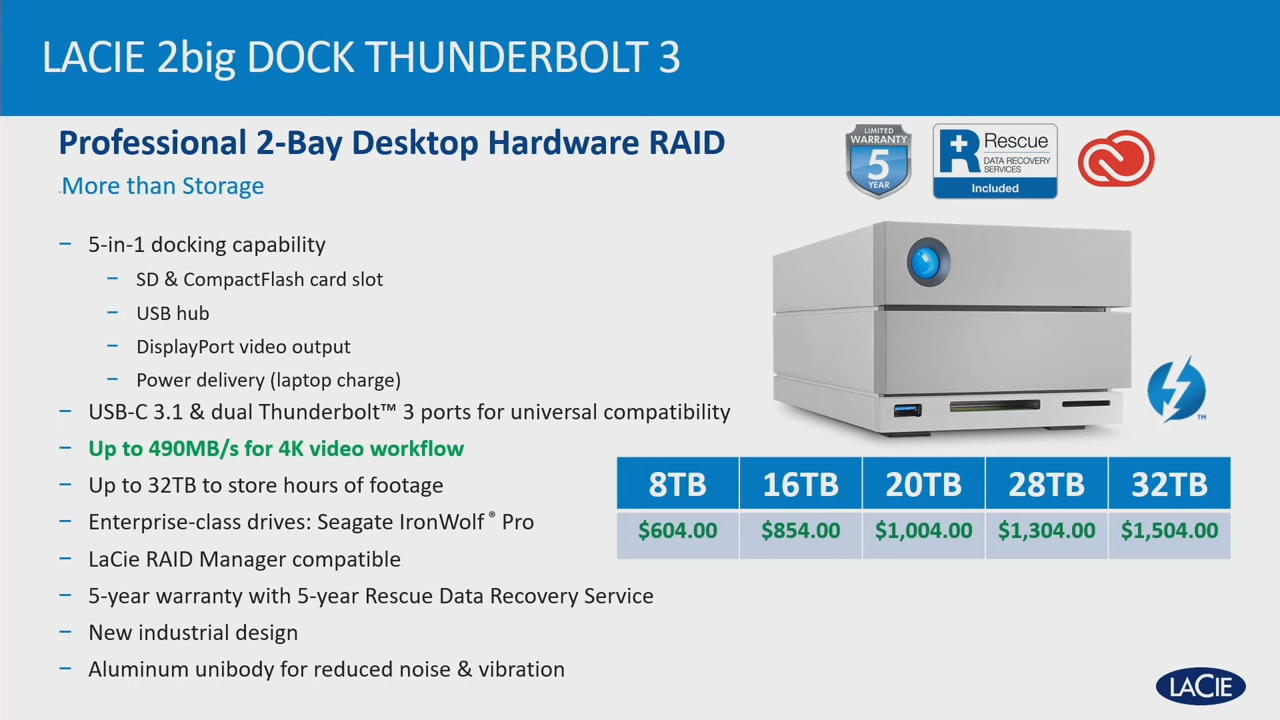 LACIE 2big DOCK THUNDERBOLT 3
Professional 2-Bay Desktop Hardware RAID
More than Storage
LIMITED
WARRANTY
5
YEAR
R Rescue
DATA RECOVERY
SERVICES
Included
– 5-in-1 docking capability
– SD & CompactFlash card slot
– USB hub
– DisplayPort video output
– Power delivery (laptop charge)
– USB-C 3.1 & dual Thunderbolt™ 3 ports for universal compatibility
– Up to 490MB/s for 4K video workflow
– Up to 32TB to store hours of footage
– Enterprise-class drives: Seagate IronWolf® Pro
– LaCie RAID Manager compatible
– 5-year warranty with 5-year Rescue Data Recovery Service
– New industrial design
– Aluminum unibody for reduced noise & vibration
TM
8TB 16TB 20TB 28TB 32TB
$604.00 $854.00 $1,004.00 $1,304.00 $1,504.00
LACIE